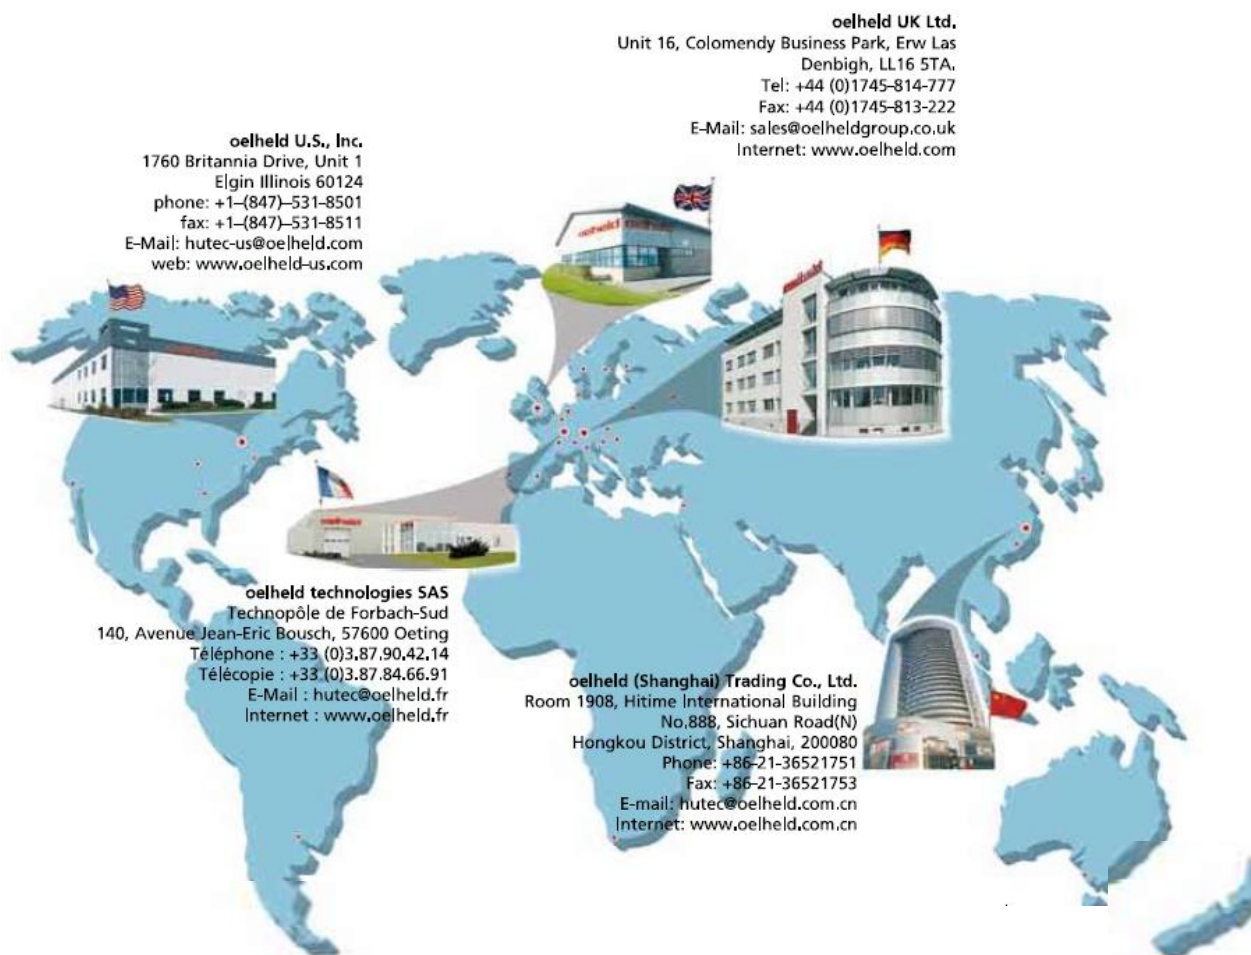 oelheld UK Ltd.
Unit 16, Colomendy Business Park, Erw Las
Denbigh, LL16 5TA.
Tel: +44 (0)1745-814-777
Fax: +44 (0)1745-813-222
E-Mail: sales@oelheldgroup.co.uk
Internet: www.oelheld.com
oelheld U.S., Inc.
1760 Britannia Drive, Unit 1
Elgin Illinois 60124
phone: +1–(847)–531-8501
fax: +1–(847)–531-8511
E-Mail: hutec-us@oelheld.com
web: www.oelheld-us.com
oelheld oelheld
oelheld
oelheld
oelheld technologies SAS
Technopôle de Forbach-Sud
140, Avenue Jean-Eric Bousch, 57600 Oeting
Téléphone : +33 (0)3.87.90.42.14
Télécopie : +33 (0)3.87.84.66.91
E-Mail : hutec@oelheld.fr
Internet : www.oelheld.fr
oelheld (Shanghai) Trading Co., Ltd.
Room 1908, Hitime International Building
No.888, Sichuan Road(N)
Hongkou District, Shanghai, 200080
Phone: +86-21-36521751
Fax: +86-21-36521753
E-mail: hutec@oelheld.com.cn
Internet: www.oelheld.com.cn